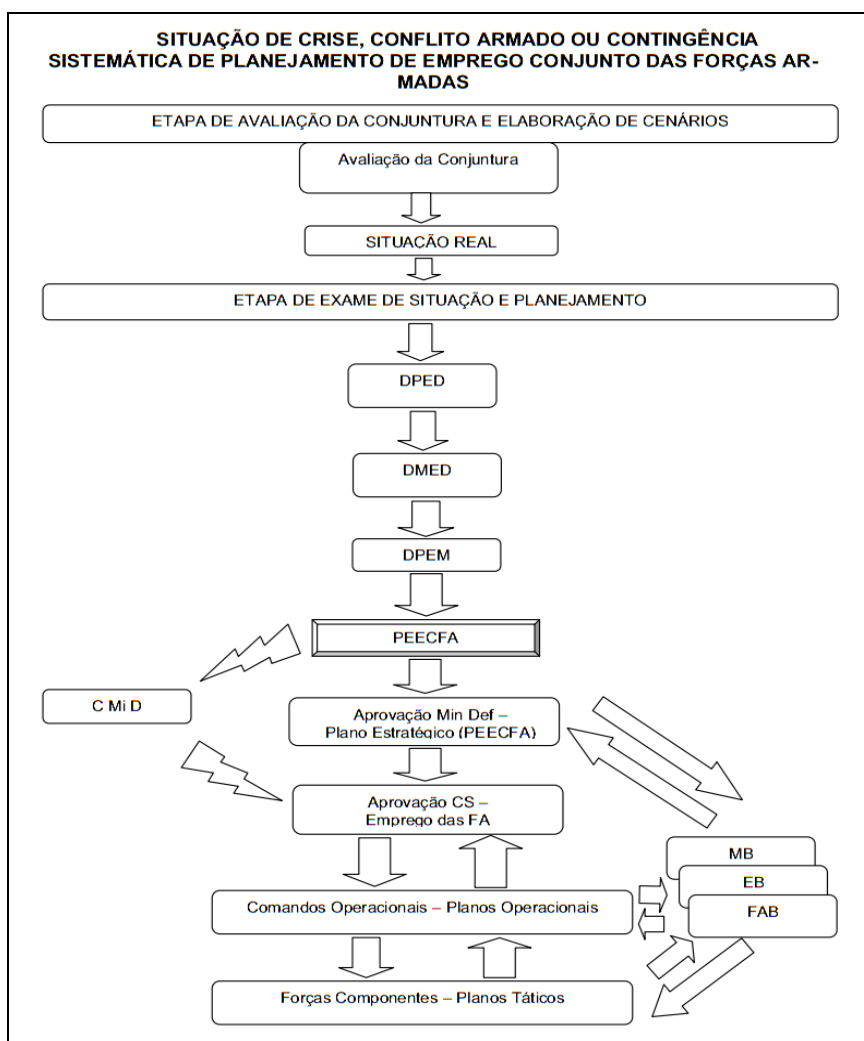 SITUAÇÃO DE CRISE, CONFLITO ARMADO OU CONTINGÊNCIA
SISTEMÁTICA DE PLANEJAMENTO DE EMPREGO CONJUNTO DAS FORÇAS AR-
MADAS
ETAPA DE AVALIAÇÃO DA CONJUNTURA E ELABORAÇÃO DE CENÁRIOS
Avaliação da Conjuntura
SITUAÇÃO REAL
ETAPA DE EXAME DE SITUAÇÃO E PLANEJAMENTO
DPED
DMED
DPEM
PEECFA
C Mi D
Aprovação Min Def –
Plano Estratégico (PEECFA)
Aprovação CS –
Emprego das FA
MB
EB
FAB
Comandos Operacionais – Planos Operacionais
Forças Componentes – Planos Táticos